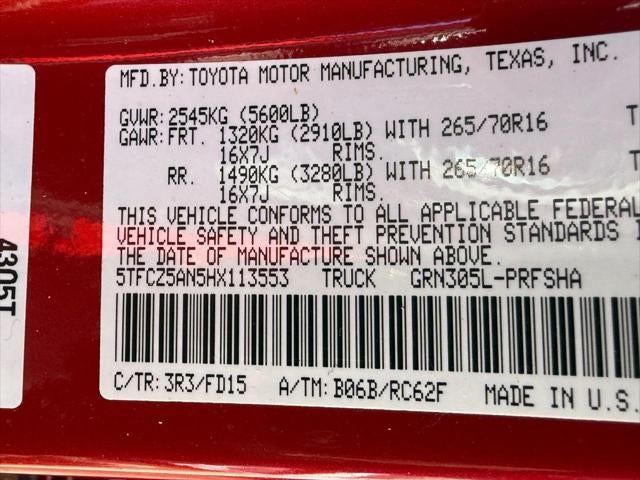 MFD.BY: TOYOTA MOTOR MANUFACTURING, TEXAS, INC.
GVWR: 2545KG (5600LB)
GAWR: FRT. 1320KG (2910LB) WITH 265/70R16
16X7J RIMS.
RR. 1490KG (3280LB) WITH 265/70R16
16X7J RIMS.
THIS VEHICLE CONFORMS TO ALL APPLICABLE FEDERAL
VEHICLE SAFETY AND THEFT PREVENTION STANDARDS
THE DATE OF MANUFACTURE SHOWN ABOVE.
5TFCZ5AN5HX113553 TRUCK GRN305L-PRFSHA
C/TR: 3R3/FD15 A/TM: B06B/RC62F MADE IN U.S.
4305T